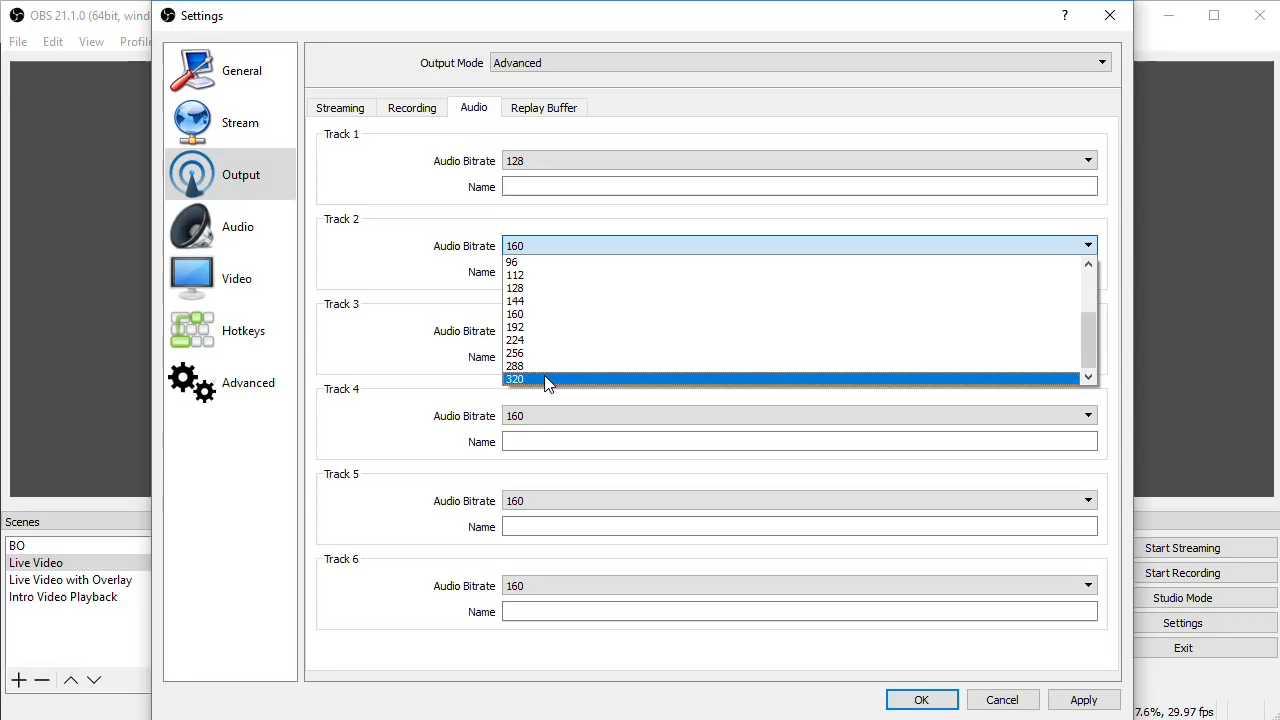 OBS 21.1.0 (64bit, wind
Settings
?
File Edit View Profile
General
Stream
Output
Audio
Video
Hotkeys
Advanced
Output Mode Advanced
Streaming Recording Audio Replay Buffer
Track 1
Audio Bitrate 128
Name
Track 2
Audio Bitrate 160
Name
96
112
128
144
160
192
224
256
288
320
Track 3
Audio Bitrate
Name
Track 4
Audio Bitrate 160
Name
Track 5
Audio Bitrate 160
Name
Track 6
Audio Bitrate 160
Name
OK Cancel Apply
Scenes
BO
Live Video
Live Video with Overlay
Intro Video Playback
Start Streaming
Start Recording
Studio Mode
Settings
Exit
7.6%, 29.97 fps